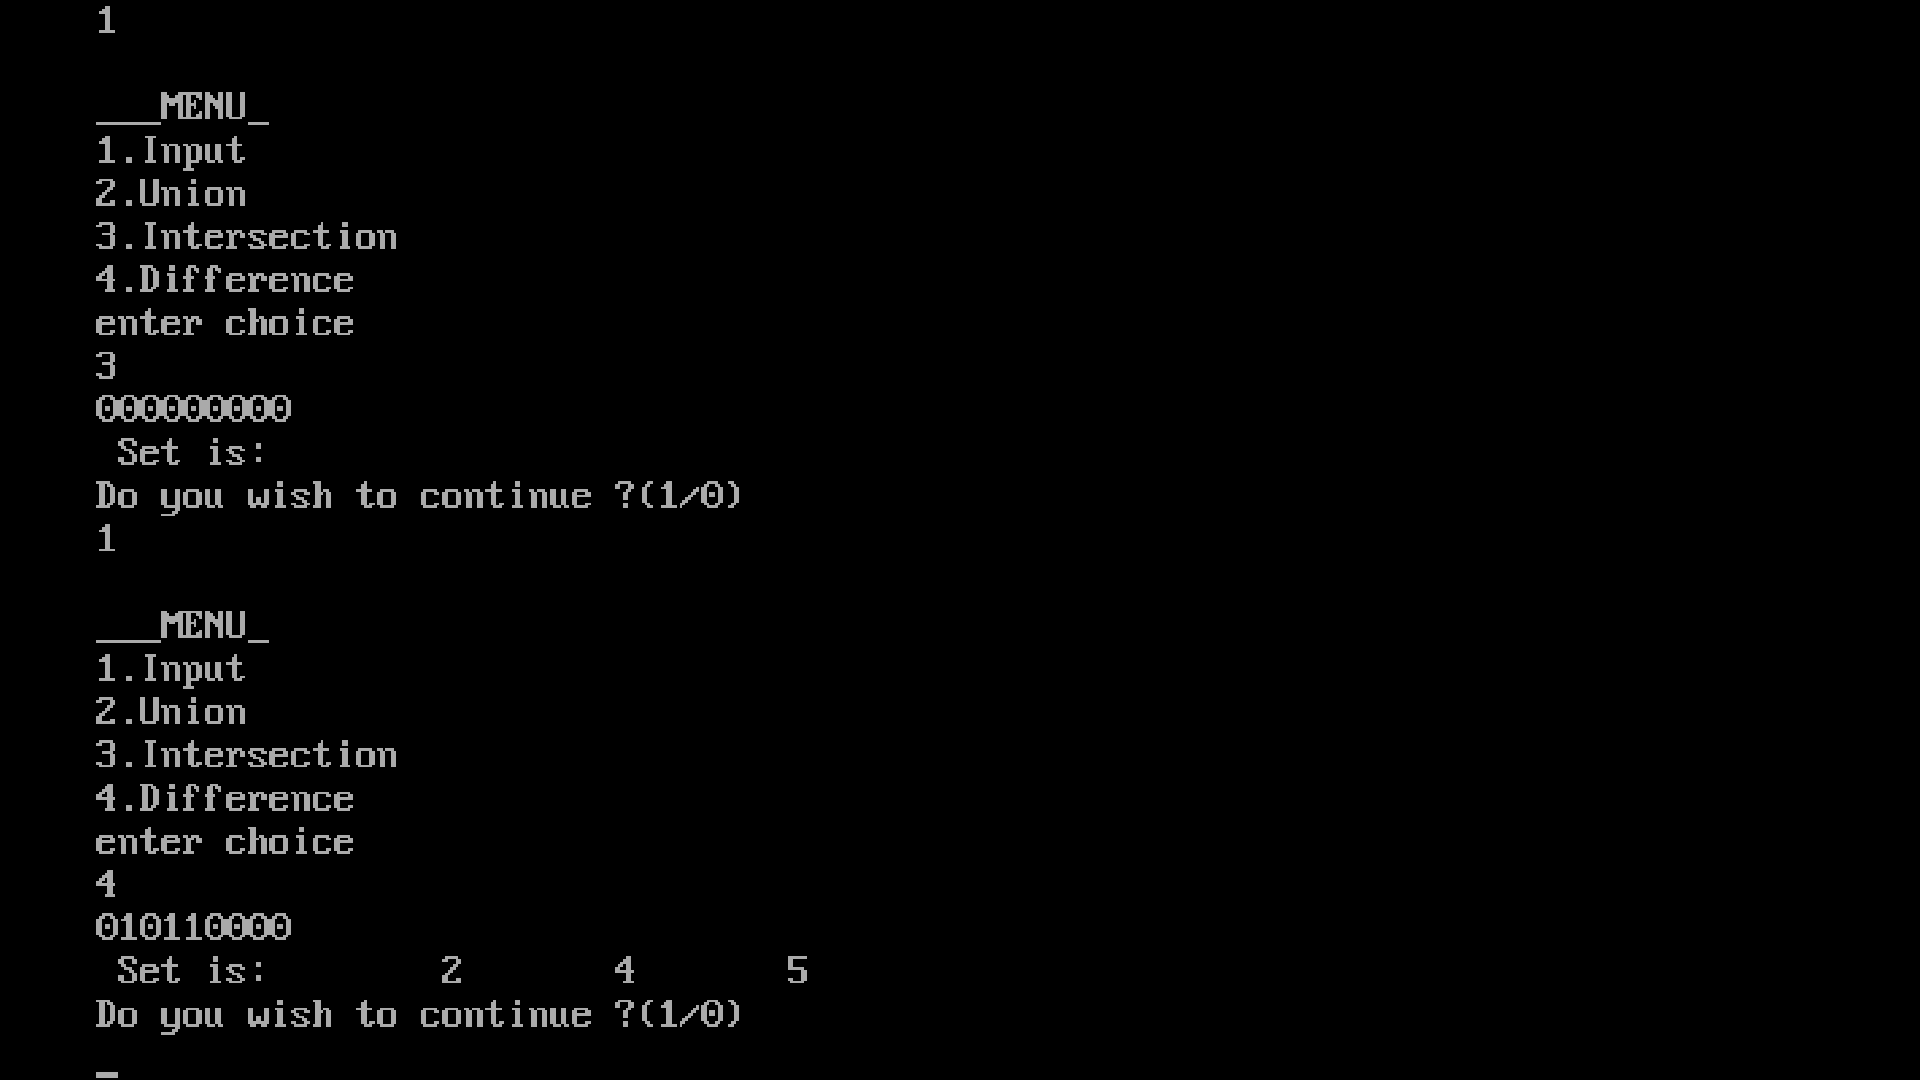 1
___MENU_
1.Input
2.Union
3.Intersection
4.Difference
enter choice
3
000000000
 Set is:
Do you wish to continue ?(1/0)
1
___MENU_
1.Input
2.Union
3.Intersection
4.Difference
enter choice
4
010110000
 Set is:        2       4       5
Do you wish to continue ?(1/0)